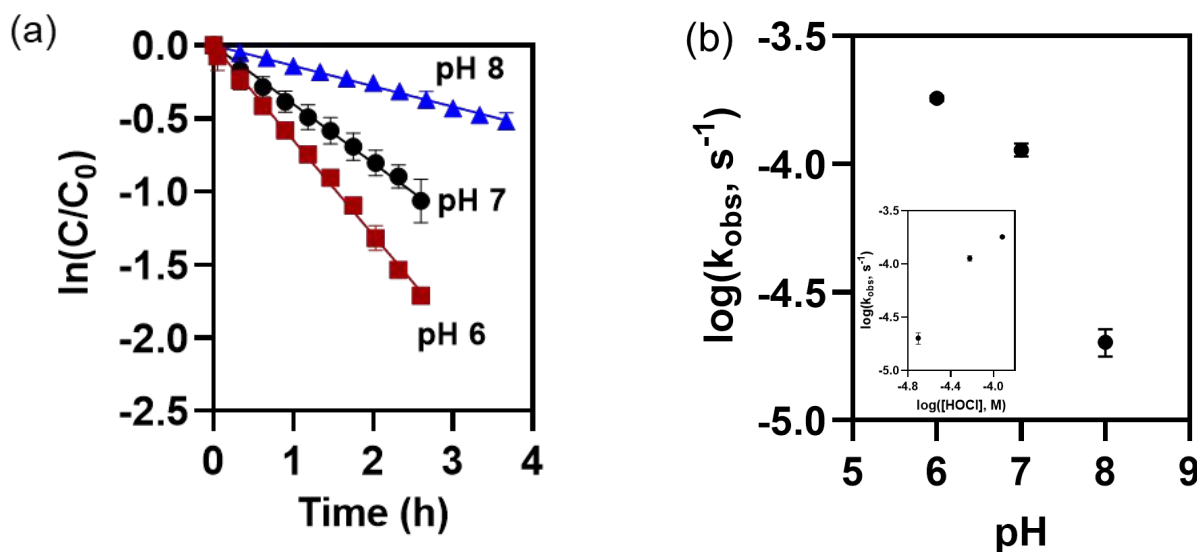 (a)
0.0
-0.5
-1.0
-1.5
-2.0
-2.5
ln(C/C₀)
pH 8
pH 7
pH 6
0 1 2 3 4
Time (h)
(b)
-3.5
-4.0
-4.5
-5.0
log(k_obs, s⁻¹)
-3.5
-4.0
-4.5
-5.0
log(k_obs, s⁻¹)
-4.8 -4.4 -4.0
log([HOCl], M)
5 6 7 8 9
pH